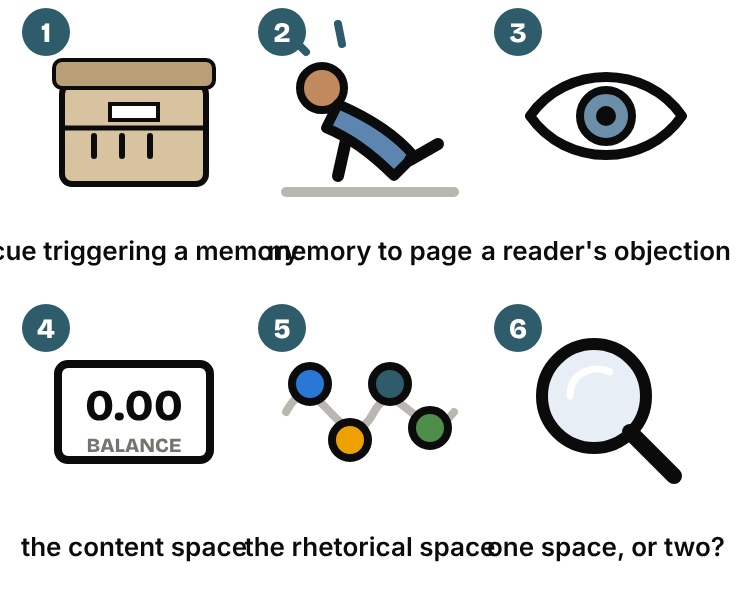 1
2
3
cue triggering a memory
memory to page
a reader's objection
4
5
6
0.00
BALANCE
the content space
the rhetorical space
one space, or two?